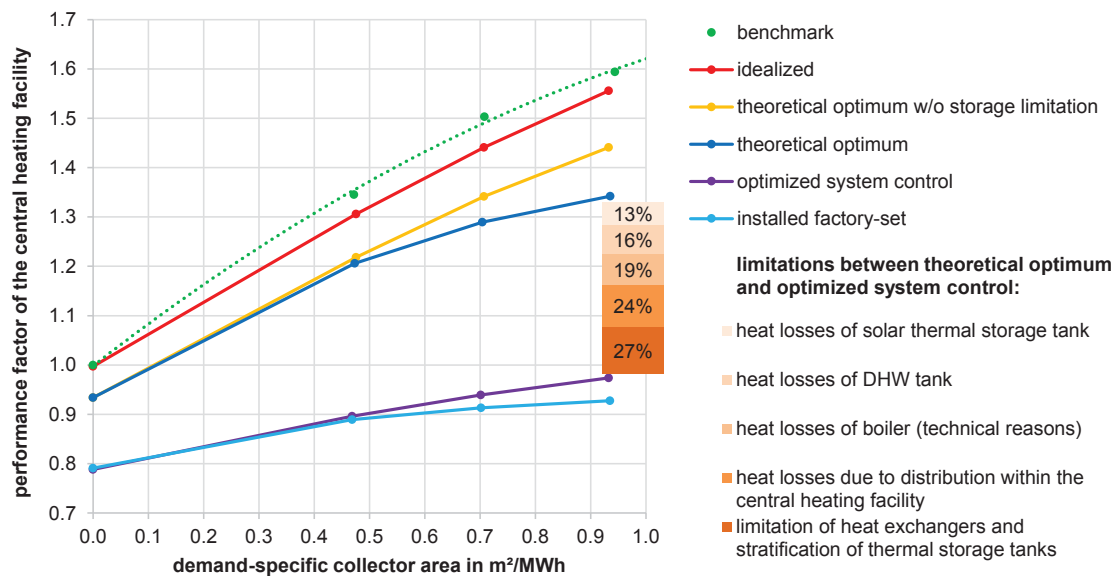 performance factor of the central heating facility
1.7
1.6
1.5
1.4
1.3
1.2
1.1
1.0
0.9
0.8
0.7
0.0
0.1
0.2
0.3
0.4
0.5
0.6
0.7
0.8
0.9
1.0
demand-specific collector area in m²/MWh
13%
16%
19%
24%
27%
benchmark
idealized
theoretical optimum w/o storage limitation
theoretical optimum
optimized system control
installed factory-set
limitations between theoretical optimum
and optimized system control:
heat losses of solar thermal storage tank
heat losses of DHW tank
heat losses of boiler (technical reasons)
heat losses due to distribution within the
central heating facility
limitation of heat exchangers and
stratification of thermal storage tanks